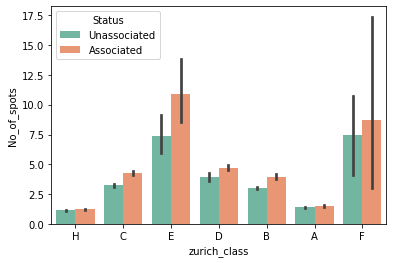 Status
Unassociated
Associated
No_of_spots
17.5
15.0
12.5
10.0
7.5
5.0
2.5
0.0
H C E D B A F
zurich_class